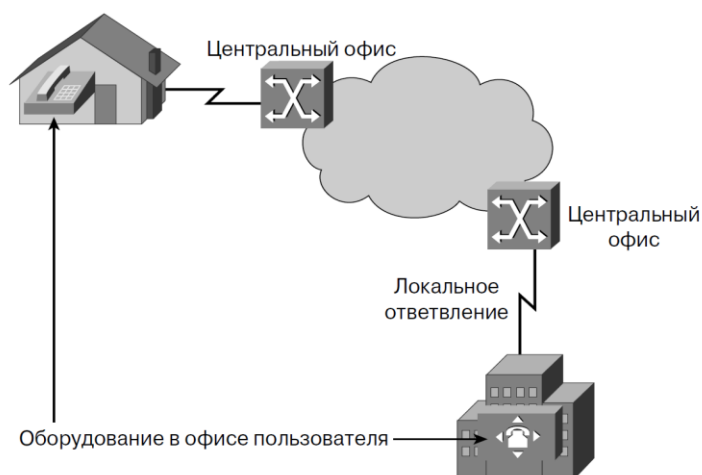 Центральный офис
Центральный
офис
Локальное
ответвление
Оборудование в офисе пользователя